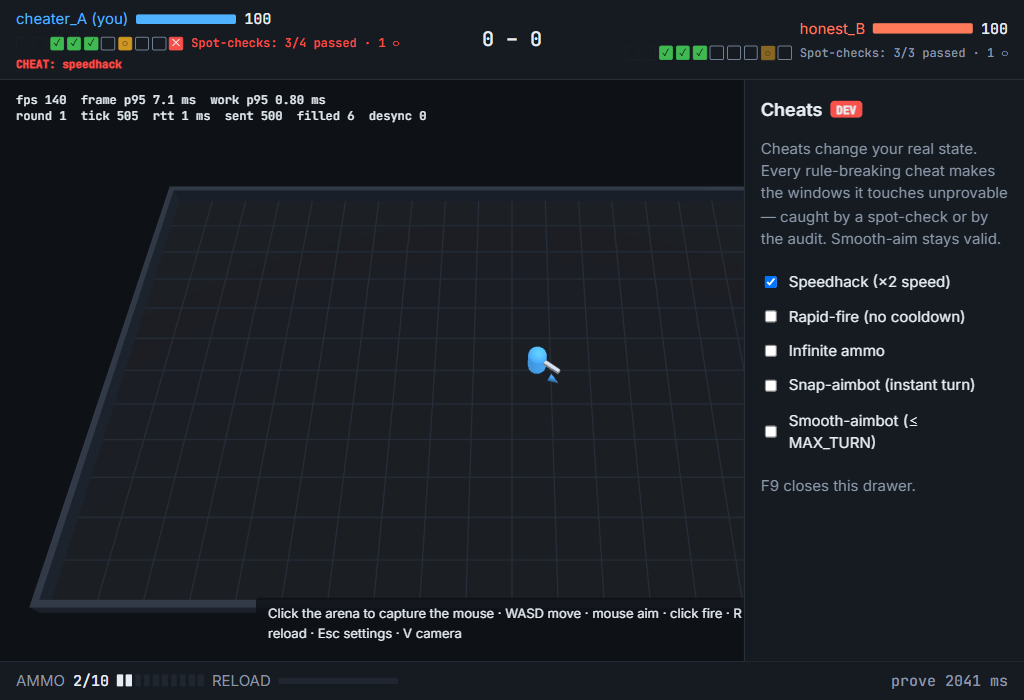 cheater_A (you) 100
Spot-checks: 3/4 passed · 1 ○
CHEAT: speedhack
0 — 0
honest_B 100
Spot-checks: 3/3 passed · 1 ○
fps 140 frame p95 7.1 ms work p95 0.80 ms
round 1 tick 505 rtt 1 ms sent 500 filled 6 desync 0
Cheats DEV
Cheats change your real state.
Every rule-breaking cheat makes
the windows it touches unprovable
— caught by a spot-check or by
the audit. Smooth-aim stays valid.
Speedhack (×2 speed)
Rapid-fire (no cooldown)
Infinite ammo
Snap-aimbot (instant turn)
Smooth-aimbot (≤
MAX_TURN)
F9 closes this drawer.
Click the arena to capture the mouse · WASD move · mouse aim · click fire · R
reload · Esc settings · V camera
AMMO 2/10 RELOAD
prove 2041 ms